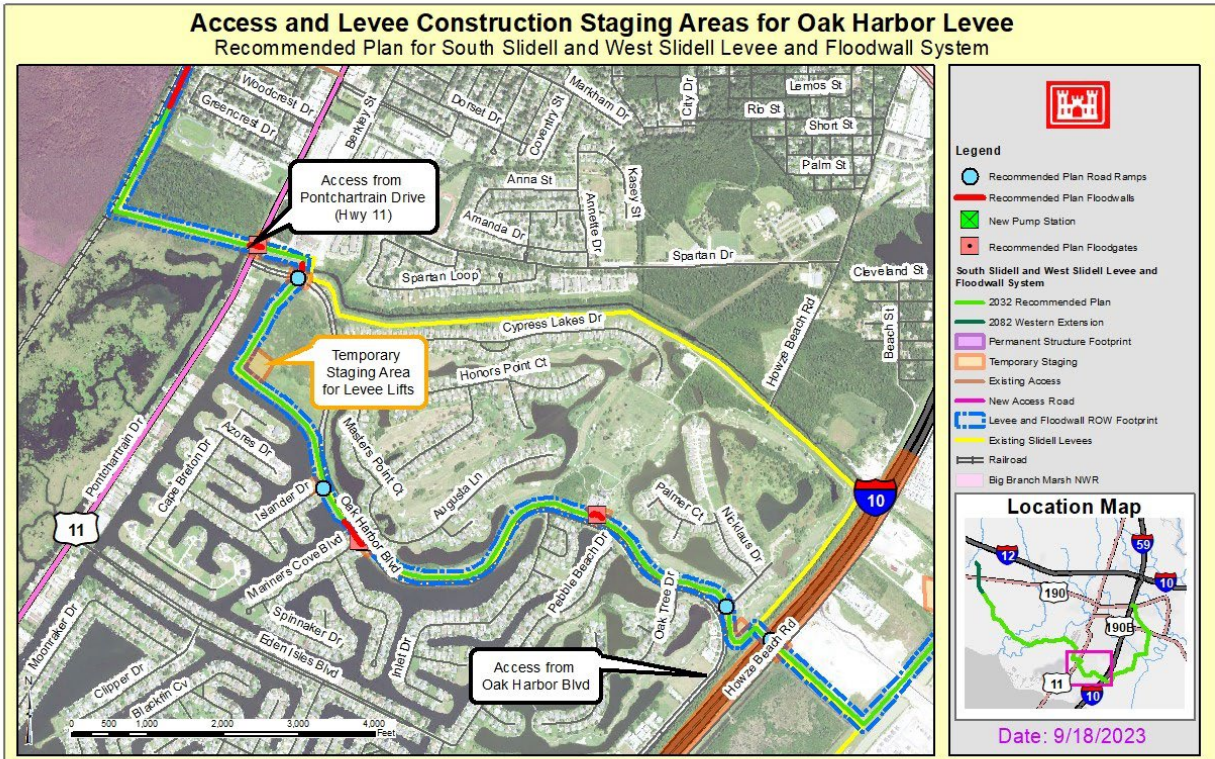 Access and Levee Construction Staging Areas for Oak Harbor Levee
Recommended Plan for South Slidell and West Slidell Levee and Floodwall System
Woodcrest Dr
Greencrest Dr
Berkley St
Dorset Dr
Coventry St
Markham Dr
City Dr
Lemos St
Rio St
Short St
Palm St
Access from
Pontchartrain Drive
(Hwy 11)
Anna St
Kasey St
Annette Dr
Amanda Dr
Spartan Dr
Spartan Loop
Cleveland St
Cypress Lakes Dr
Howze Beach Rd
Beach St
Temporary
Staging Area
for Levee Lifts
Honors Point Ct
Masters Point Ct
Azores Dr
Pontchartrain Dr
Cape Breton Dr
Augusta Ln
Islander Dr
Oak Harbor Blvd
Palmer Ct
Nicklaus Dr
10
11
Mariners Cove Blvd
Pebble Beach Dr
Spinnaker Dr
Oak Tree Dr
Moonraker Dr
Eden Isles Blvd
Inlet Dr
Howze Beach Rd
Access from
Oak Harbor Blvd
Clipper Dr
Blackfin Cv
0 500 1,000 2,000 3,000 4,000
Feet
Legend
Recommended Plan Road Ramps
Recommended Plan Floodwalls
New Pump Station
Recommended Plan Floodgates
South Slidell and West Slidell Levee and
Floodwall System
2032 Recommended Plan
2082 Western Extension
Permanent Structure Footprint
Temporary Staging
Existing Access
New Access Road
Levee and Floodwall ROW Footprint
Existing Slidell Levees
Railroad
Big Branch Marsh NWR
Location Map
12
59
10
190
190B
11
10
Date: 9/18/2023